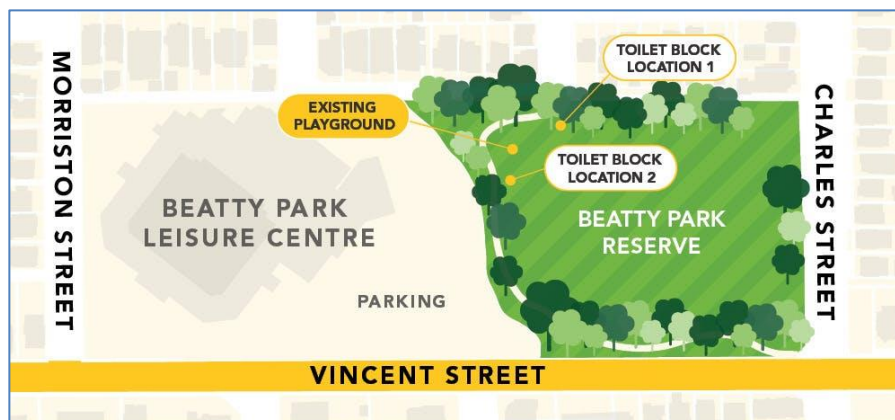 MORRISTON STREET
TOILET BLOCK
LOCATION 1
EXISTING
PLAYGROUND
TOILET BLOCK
LOCATION 2
CHARLES STREET
BEATTY PARK
LEISURE CENTRE
BEATTY PARK
RESERVE
PARKING
VINCENT STREET